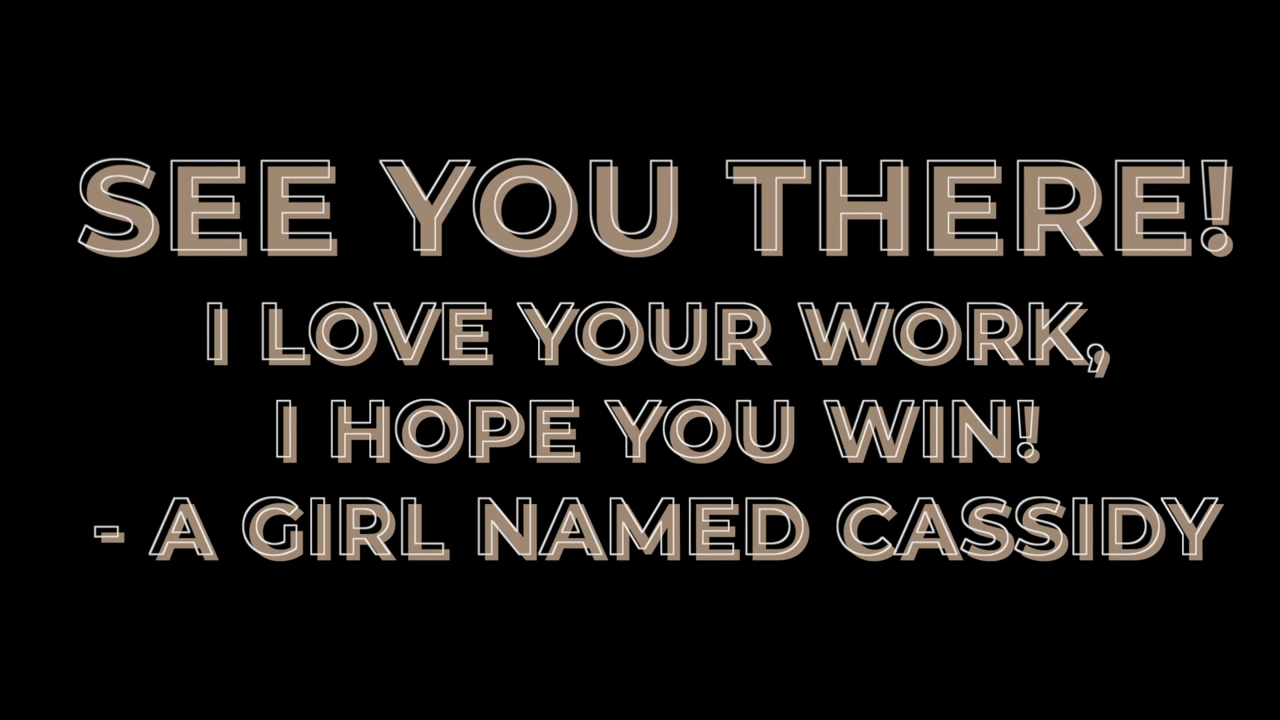 SEE YOU THERE!
I LOVE YOUR WORK,
I HOPE YOU WIN!
- A GIRL NAMED CASSIDY